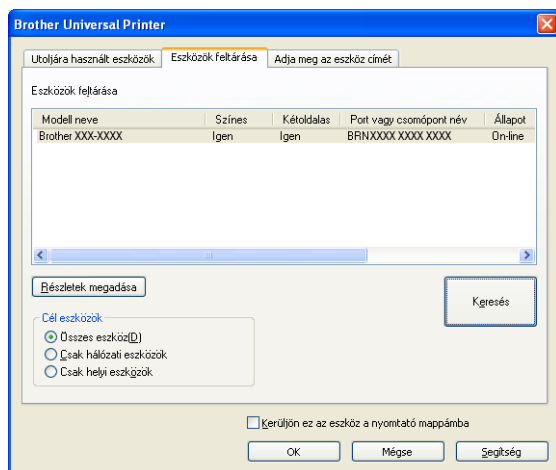 Brother Universal Printer
Utoljára használt eszközök Eszközök feltárása Adja meg az eszköz címét
Eszközök feltárása
Modell neve Színes Kétoldalas Port vagy csomópont név Állapot
Brother XXX-XXXX Igen Igen BRNXXXX XXXX XXXX On-line
Részletek megadása
Keresés
Cél eszközök
Összes eszköz(D)
Csak hálózati eszközök
Csak helyi eszközök
Kerüljön ez az eszköz a nyomtató mappámba
OK Mégse Segítség